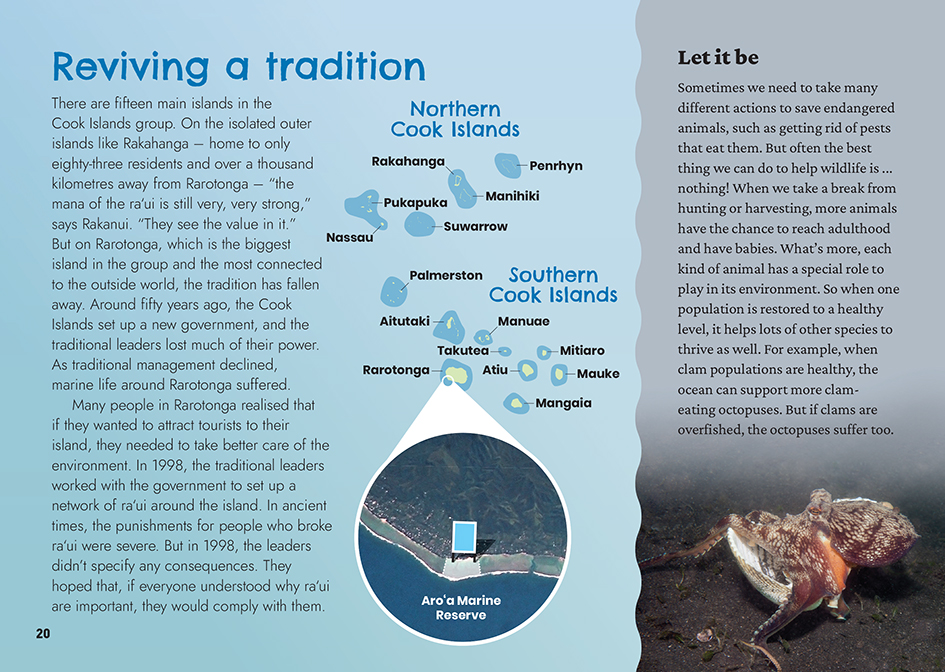 Reviving a tradition
There are fifteen main islands in the
Cook Islands group. On the isolated outer
islands like Rakahanga – home to only
eighty-three residents and over a thousand
kilometres away from Rarotonga – “the
mana of the ra‘ui is still very, very strong,”
says Rakanui. “They see the value in it.”
But on Rarotonga, which is the biggest
island in the group and the most connected
to the outside world, the tradition has fallen
away. Around fifty years ago, the Cook
Islands set up a new government, and the
traditional leaders lost much of their power.
As traditional management declined,
marine life around Rarotonga suffered.
Many people in Rarotonga realised that
if they wanted to attract tourists to their
island, they needed to take better care of the
environment. In 1998, the traditional leaders
worked with the government to set up a
network of ra‘ui around the island. In ancient
times, the punishments for people who broke
ra‘ui were severe. But in 1998, the leaders
didn’t specify any consequences. They
hoped that, if everyone understood why ra‘ui
are important, they would comply with them.
20
Northern
Cook Islands
Rakahanga
Penrhyn
Manihiki
Pukapuka
Suwarrow
Nassau
Southern
Cook Islands
Palmerston
Aitutaki
Manuae
Takutea
Mitiaro
Rarotonga
Atiu
Mauke
Mangaia
Aro‘a Marine
Reserve
Let it be
Sometimes we need to take many
different actions to save endangered
animals, such as getting rid of pests
that eat them. But often the best
thing we can do to help wildlife is ...
nothing! When we take a break from
hunting or harvesting, more animals
have the chance to reach adulthood
and have babies. What’s more, each
kind of animal has a special role to
play in its environment. So when one
population is restored to a healthy
level, it helps lots of other species to
thrive as well. For example, when
clam populations are healthy, the
ocean can support more clam-
eating octopuses. But if clams are
overfished, the octopuses suffer too.